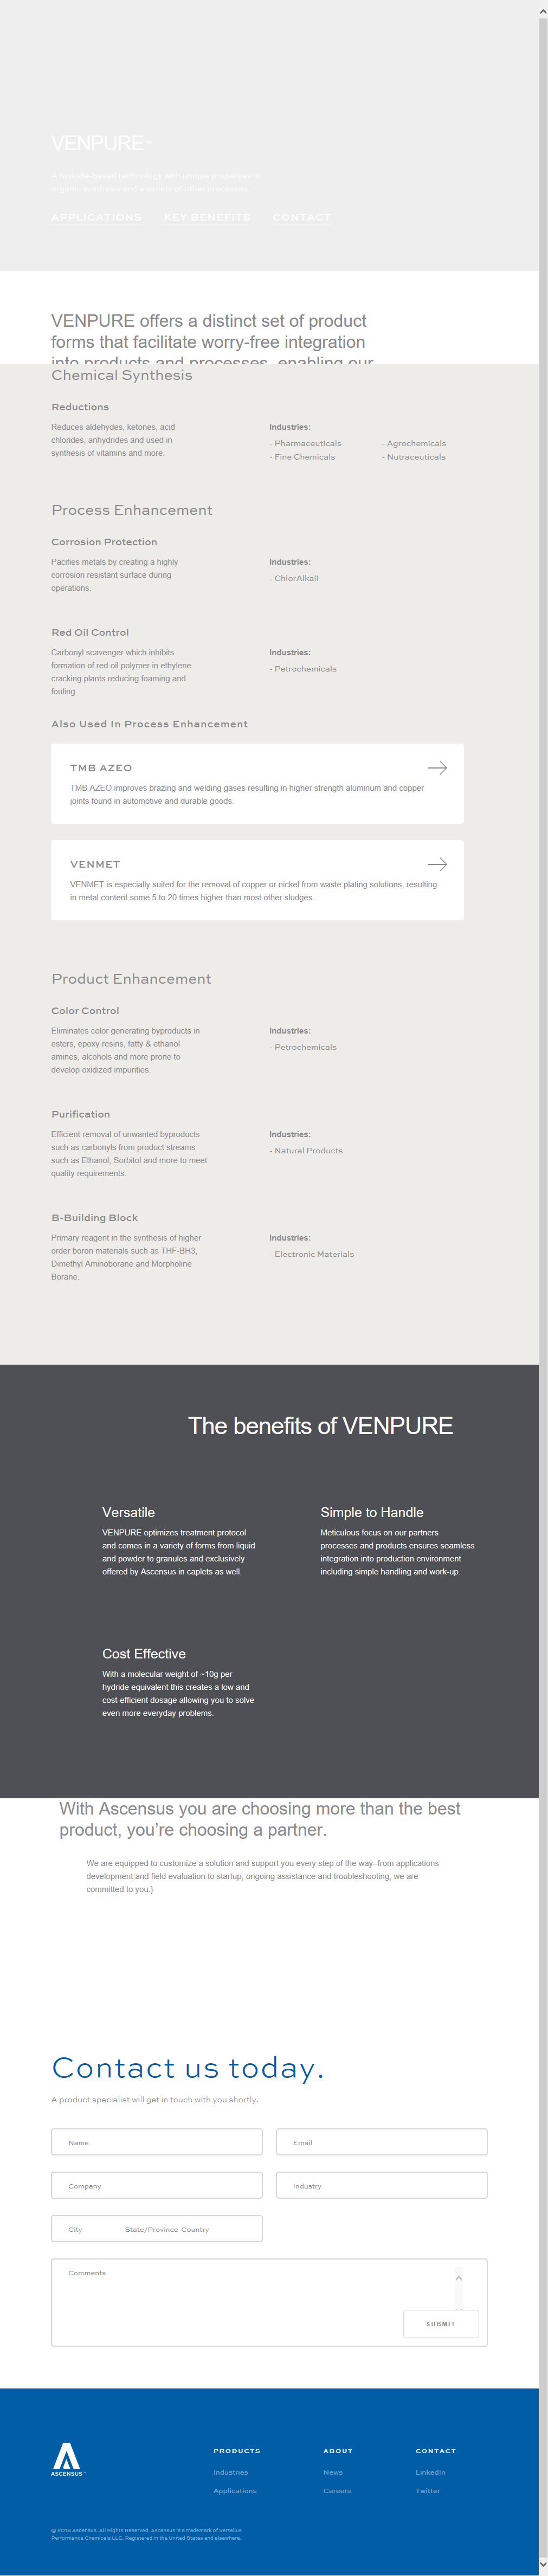 VENPURE™
A hydride-based technology with unique properties in
organic synthesis and a variety of other processes.
APPLICATIONS KEY BENEFITS CONTACT
VENPURE offers a distinct set of product
forms that facilitate worry-free integration
into products and processes, enabling our
Chemical Synthesis
Reductions
Reduces aldehydes, ketones, acid
chlorides, anhydrides and used in
synthesis of vitamins and more.
Industries:
- Pharmaceuticals
- Fine Chemicals
- Agrochemicals
- Nutraceuticals
Process Enhancement
Corrosion Protection
Pacifies metals by creating a highly
corrosion resistant surface during
operations.
Industries:
- ChlorAlkali
Red Oil Control
Carbonyl scavenger which inhibits
formation of red oil polymer in ethylene
cracking plants reducing foaming and
fouling.
Industries:
- Petrochemicals
Also Used In Process Enhancement
TMB AZEO
TMB AZEO improves brazing and welding gases resulting in higher strength aluminum and copper
joints found in automotive and durable goods.
VENMET
VENMET is especially suited for the removal of copper or nickel from waste plating solutions, resulting
in metal content some 5 to 20 times higher than most other sludges.
Product Enhancement
Color Control
Eliminates color generating byproducts in
esters, epoxy resins, fatty & ethanol
amines, alcohols and more prone to
develop oxidized impurities.
Industries:
- Petrochemicals
Purification
Efficient removal of unwanted byproducts
such as carbonyls from product streams
such as Ethanol, Sorbitol and more to meet
quality requirements.
Industries:
- Natural Products
B-Building Block
Primary reagent in the synthesis of higher
order boron materials such as THF-BH3,
Dimethyl Aminoborane and Morpholine
Borane.
Industries:
- Electronic Materials
The benefits of VENPURE
Versatile
VENPURE optimizes treatment protocol
and comes in a variety of forms from liquid
and powder to granules and exclusively
offered by Ascensus in caplets as well.
Simple to Handle
Meticulous focus on our partners
processes and products ensures seamless
integration into production environment
including simple handling and work-up.
Cost Effective
With a molecular weight of ~10g per
hydride equivalent this creates a low and
cost-efficient dosage allowing you to solve
even more everyday problems.
With Ascensus you are choosing more than the best
product, you’re choosing a partner.
We are equipped to customize a solution and support you every step of the way–from applications
development and field evaluation to startup, ongoing assistance and troubleshooting, we are
committed to you.}
Contact us today.
A product specialist will get in touch with you shortly.
Name
Email
Company
Industry
City State/Province Country
Comments
SUBMIT
ASCENSUS™
PRODUCTS
Industries
Applications
ABOUT
News
Careers
CONTACT
LinkedIn
Twitter
© 2016 Ascensus. All Rights Reserved. Ascensus is a trademark of Vertellus
Performance Chemicals LLC. Registered in the United States and elsewhere.